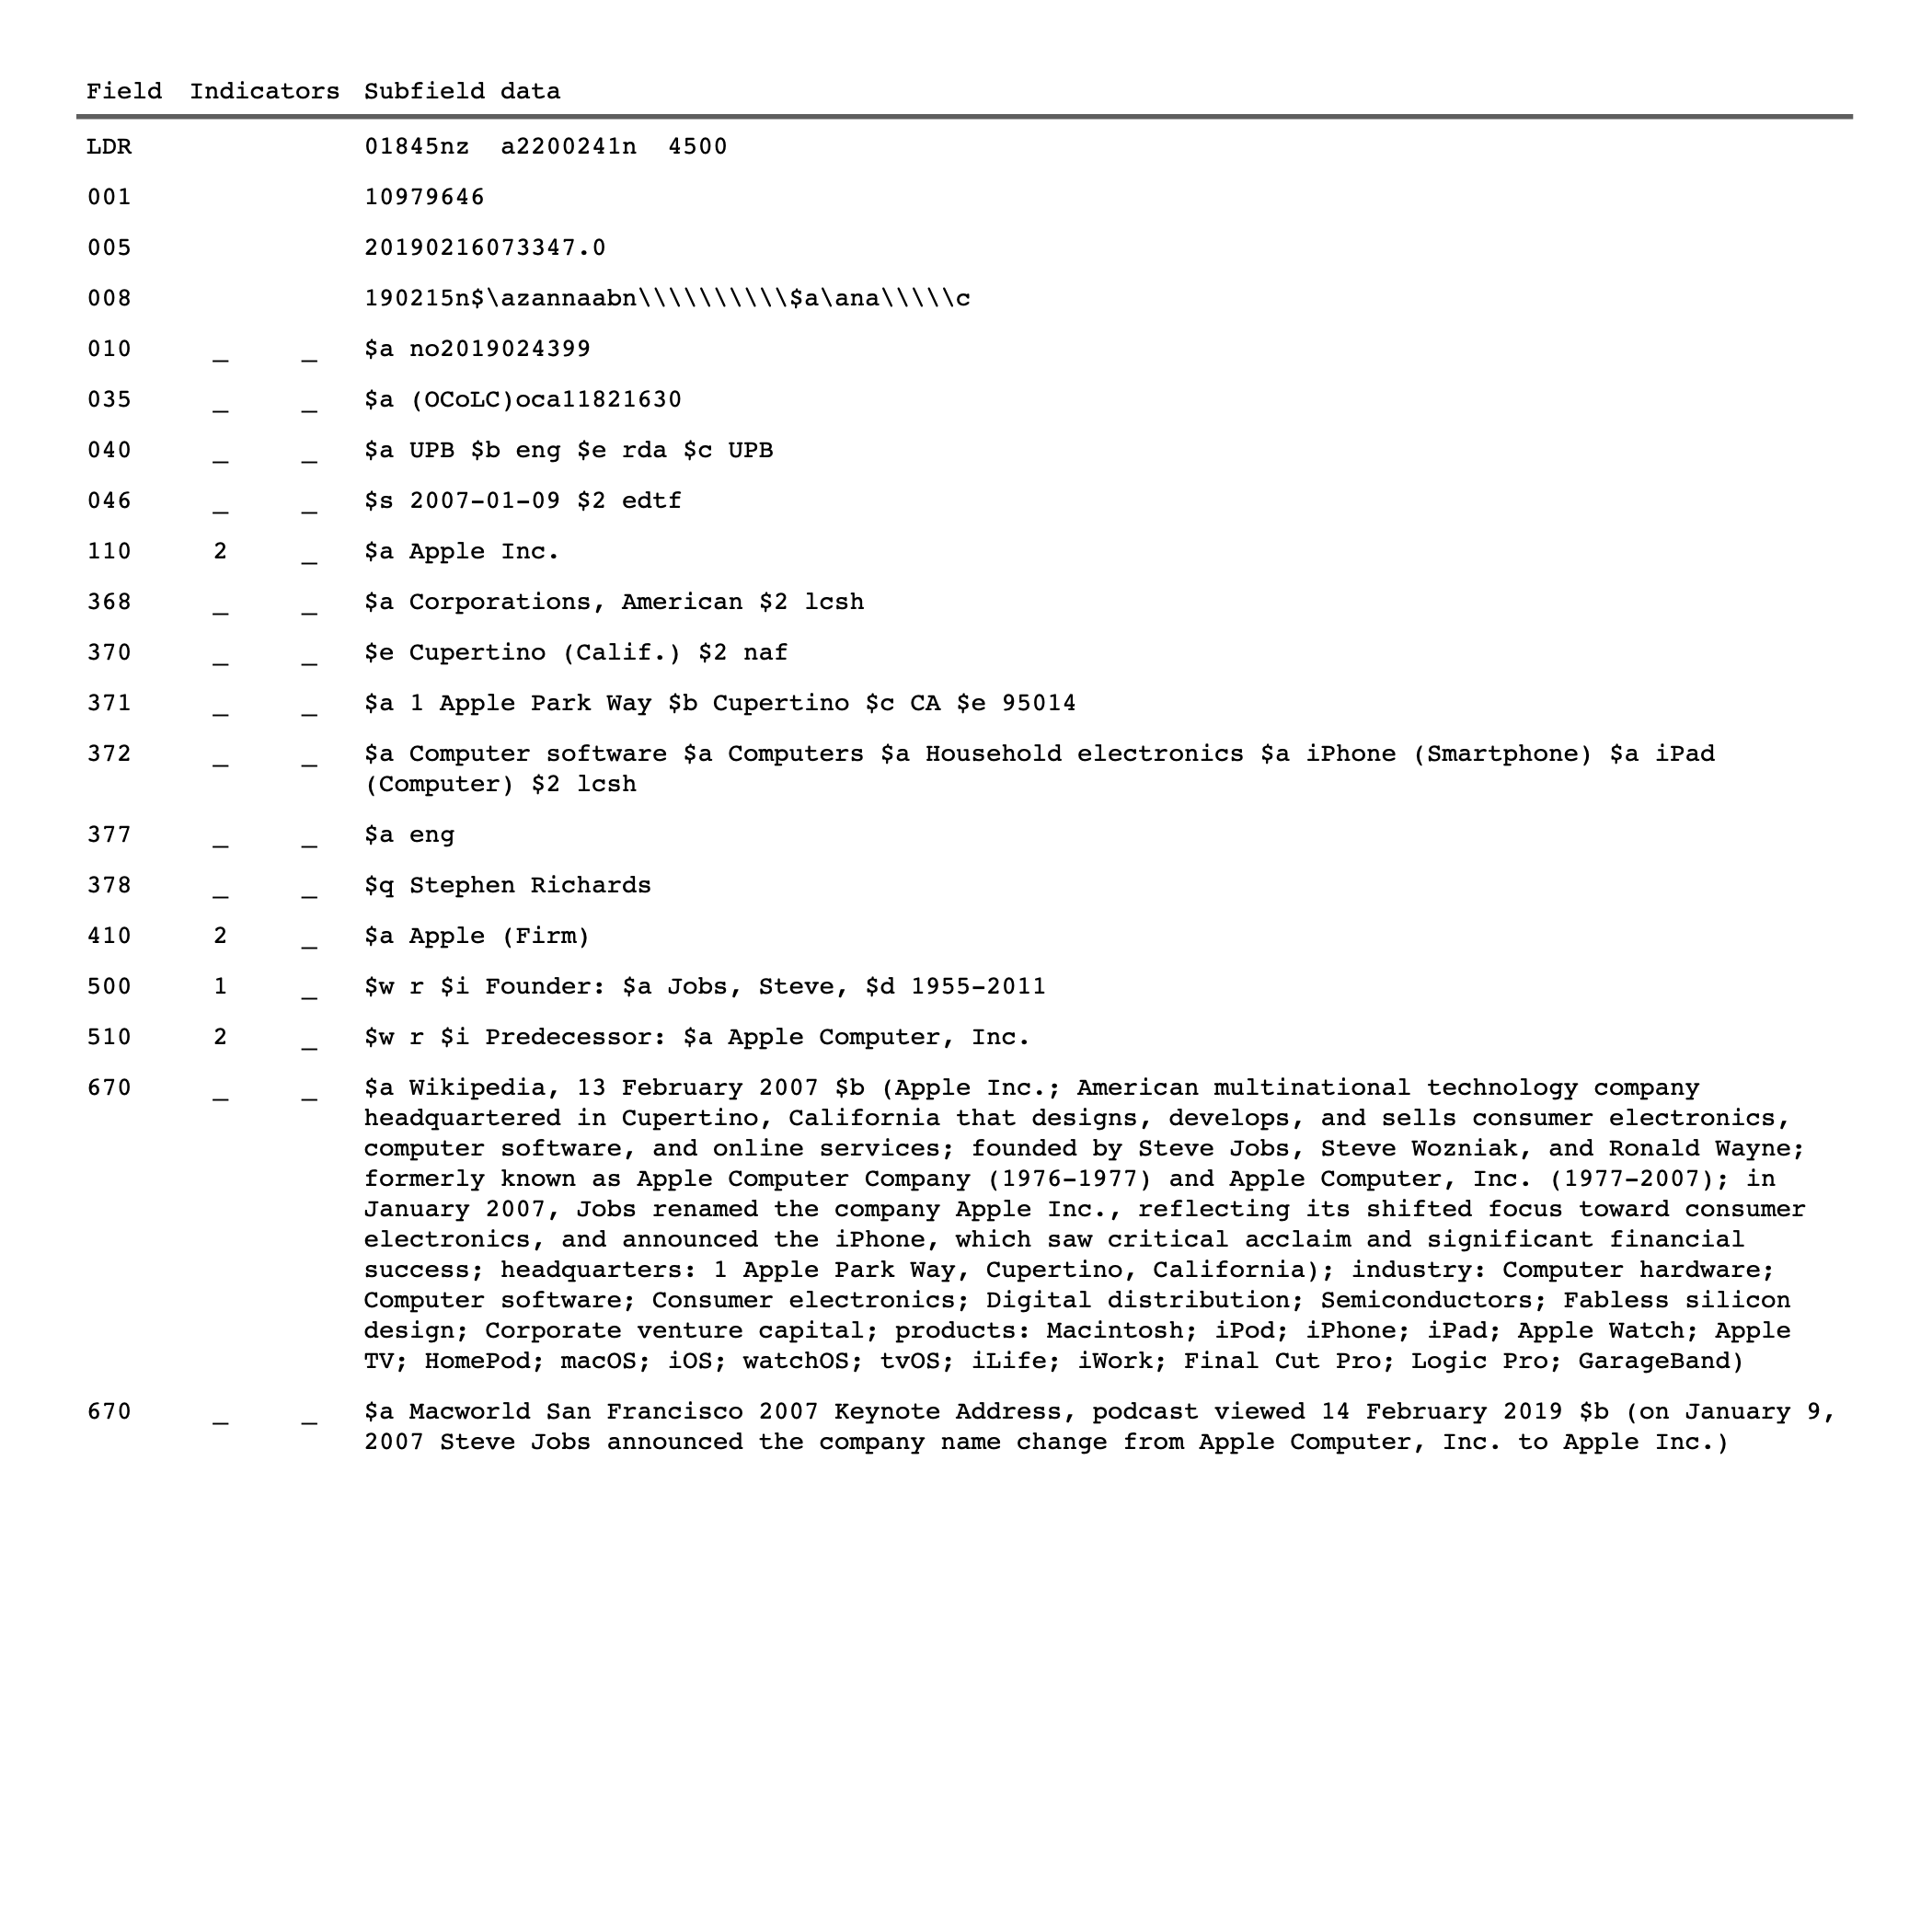 Field Indicators Subfield data
LDR 01845nz  a2200241n  4500
001 10979646
005 20190216073347.0
008 190215n$\azannaabn\\\\\\\\\\$a\ana\\\\\c
010 _ _ $a no2019024399
035 _ _ $a (OCoLC)oca11821630
040 _ _ $a UPB $b eng $e rda $c UPB
046 _ _ $s 2007-01-09 $2 edtf
110 2 _ $a Apple Inc.
368 _ _ $a Corporations, American $2 lcsh
370 _ _ $e Cupertino (Calif.) $2 naf
371 _ _ $a 1 Apple Park Way $b Cupertino $c CA $e 95014
372 _ _ $a Computer software $a Computers $a Household electronics $a iPhone (Smartphone) $a iPad
(Computer) $2 lcsh
377 _ _ $a eng
378 _ _ $q Stephen Richards
410 2 _ $a Apple (Firm)
500 1 _ $w r $i Founder: $a Jobs, Steve, $d 1955-2011
510 2 _ $w r $i Predecessor: $a Apple Computer, Inc.
670 _ _ $a Wikipedia, 13 February 2007 $b (Apple Inc.; American multinational technology company
headquartered in Cupertino, California that designs, develops, and sells consumer electronics,
computer software, and online services; founded by Steve Jobs, Steve Wozniak, and Ronald Wayne;
formerly known as Apple Computer Company (1976-1977) and Apple Computer, Inc. (1977-2007); in
January 2007, Jobs renamed the company Apple Inc., reflecting its shifted focus toward consumer
electronics, and announced the iPhone, which saw critical acclaim and significant financial
success; headquarters: 1 Apple Park Way, Cupertino, California); industry: Computer hardware;
Computer software; Consumer electronics; Digital distribution; Semiconductors; Fabless silicon
design; Corporate venture capital; products: Macintosh; iPod; iPhone; iPad; Apple Watch; Apple
TV; HomePod; macOS; iOS; watchOS; tvOS; iLife; iWork; Final Cut Pro; Logic Pro; GarageBand)
670 _ _ $a Macworld San Francisco 2007 Keynote Address, podcast viewed 14 February 2019 $b (on January 9,
2007 Steve Jobs announced the company name change from Apple Computer, Inc. to Apple Inc.)